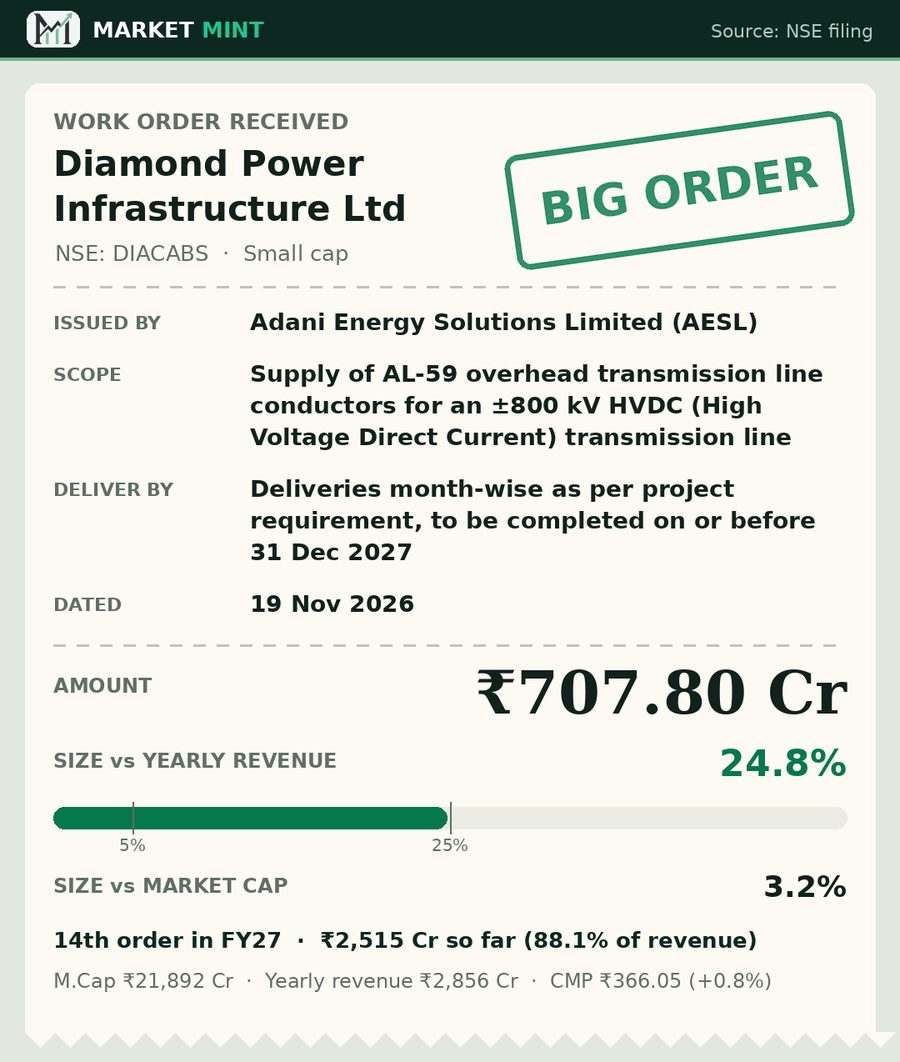 MARKET MINT
Source: NSE filing
WORK ORDER RECEIVED
Diamond Power
Infrastructure Ltd
NSE: DIACABS · Small cap
BIG ORDER
ISSUED BY
Adani Energy Solutions Limited (AESL)
SCOPE
Supply of AL-59 overhead transmission line
conductors for an ±800 kV HVDC (High
Voltage Direct Current) transmission line
DELIVER BY
Deliveries month-wise as per project
requirement, to be completed on or before
31 Dec 2027
DATED
19 Nov 2026
AMOUNT
₹707.80 Cr
SIZE vs YEARLY REVENUE
24.8%
5%
25%
SIZE vs MARKET CAP
3.2%
14th order in FY27 · ₹2,515 Cr so far (88.1% of revenue)
M.Cap ₹21,892 Cr · Yearly revenue ₹2,856 Cr · CMP ₹366.05 (+0.8%)